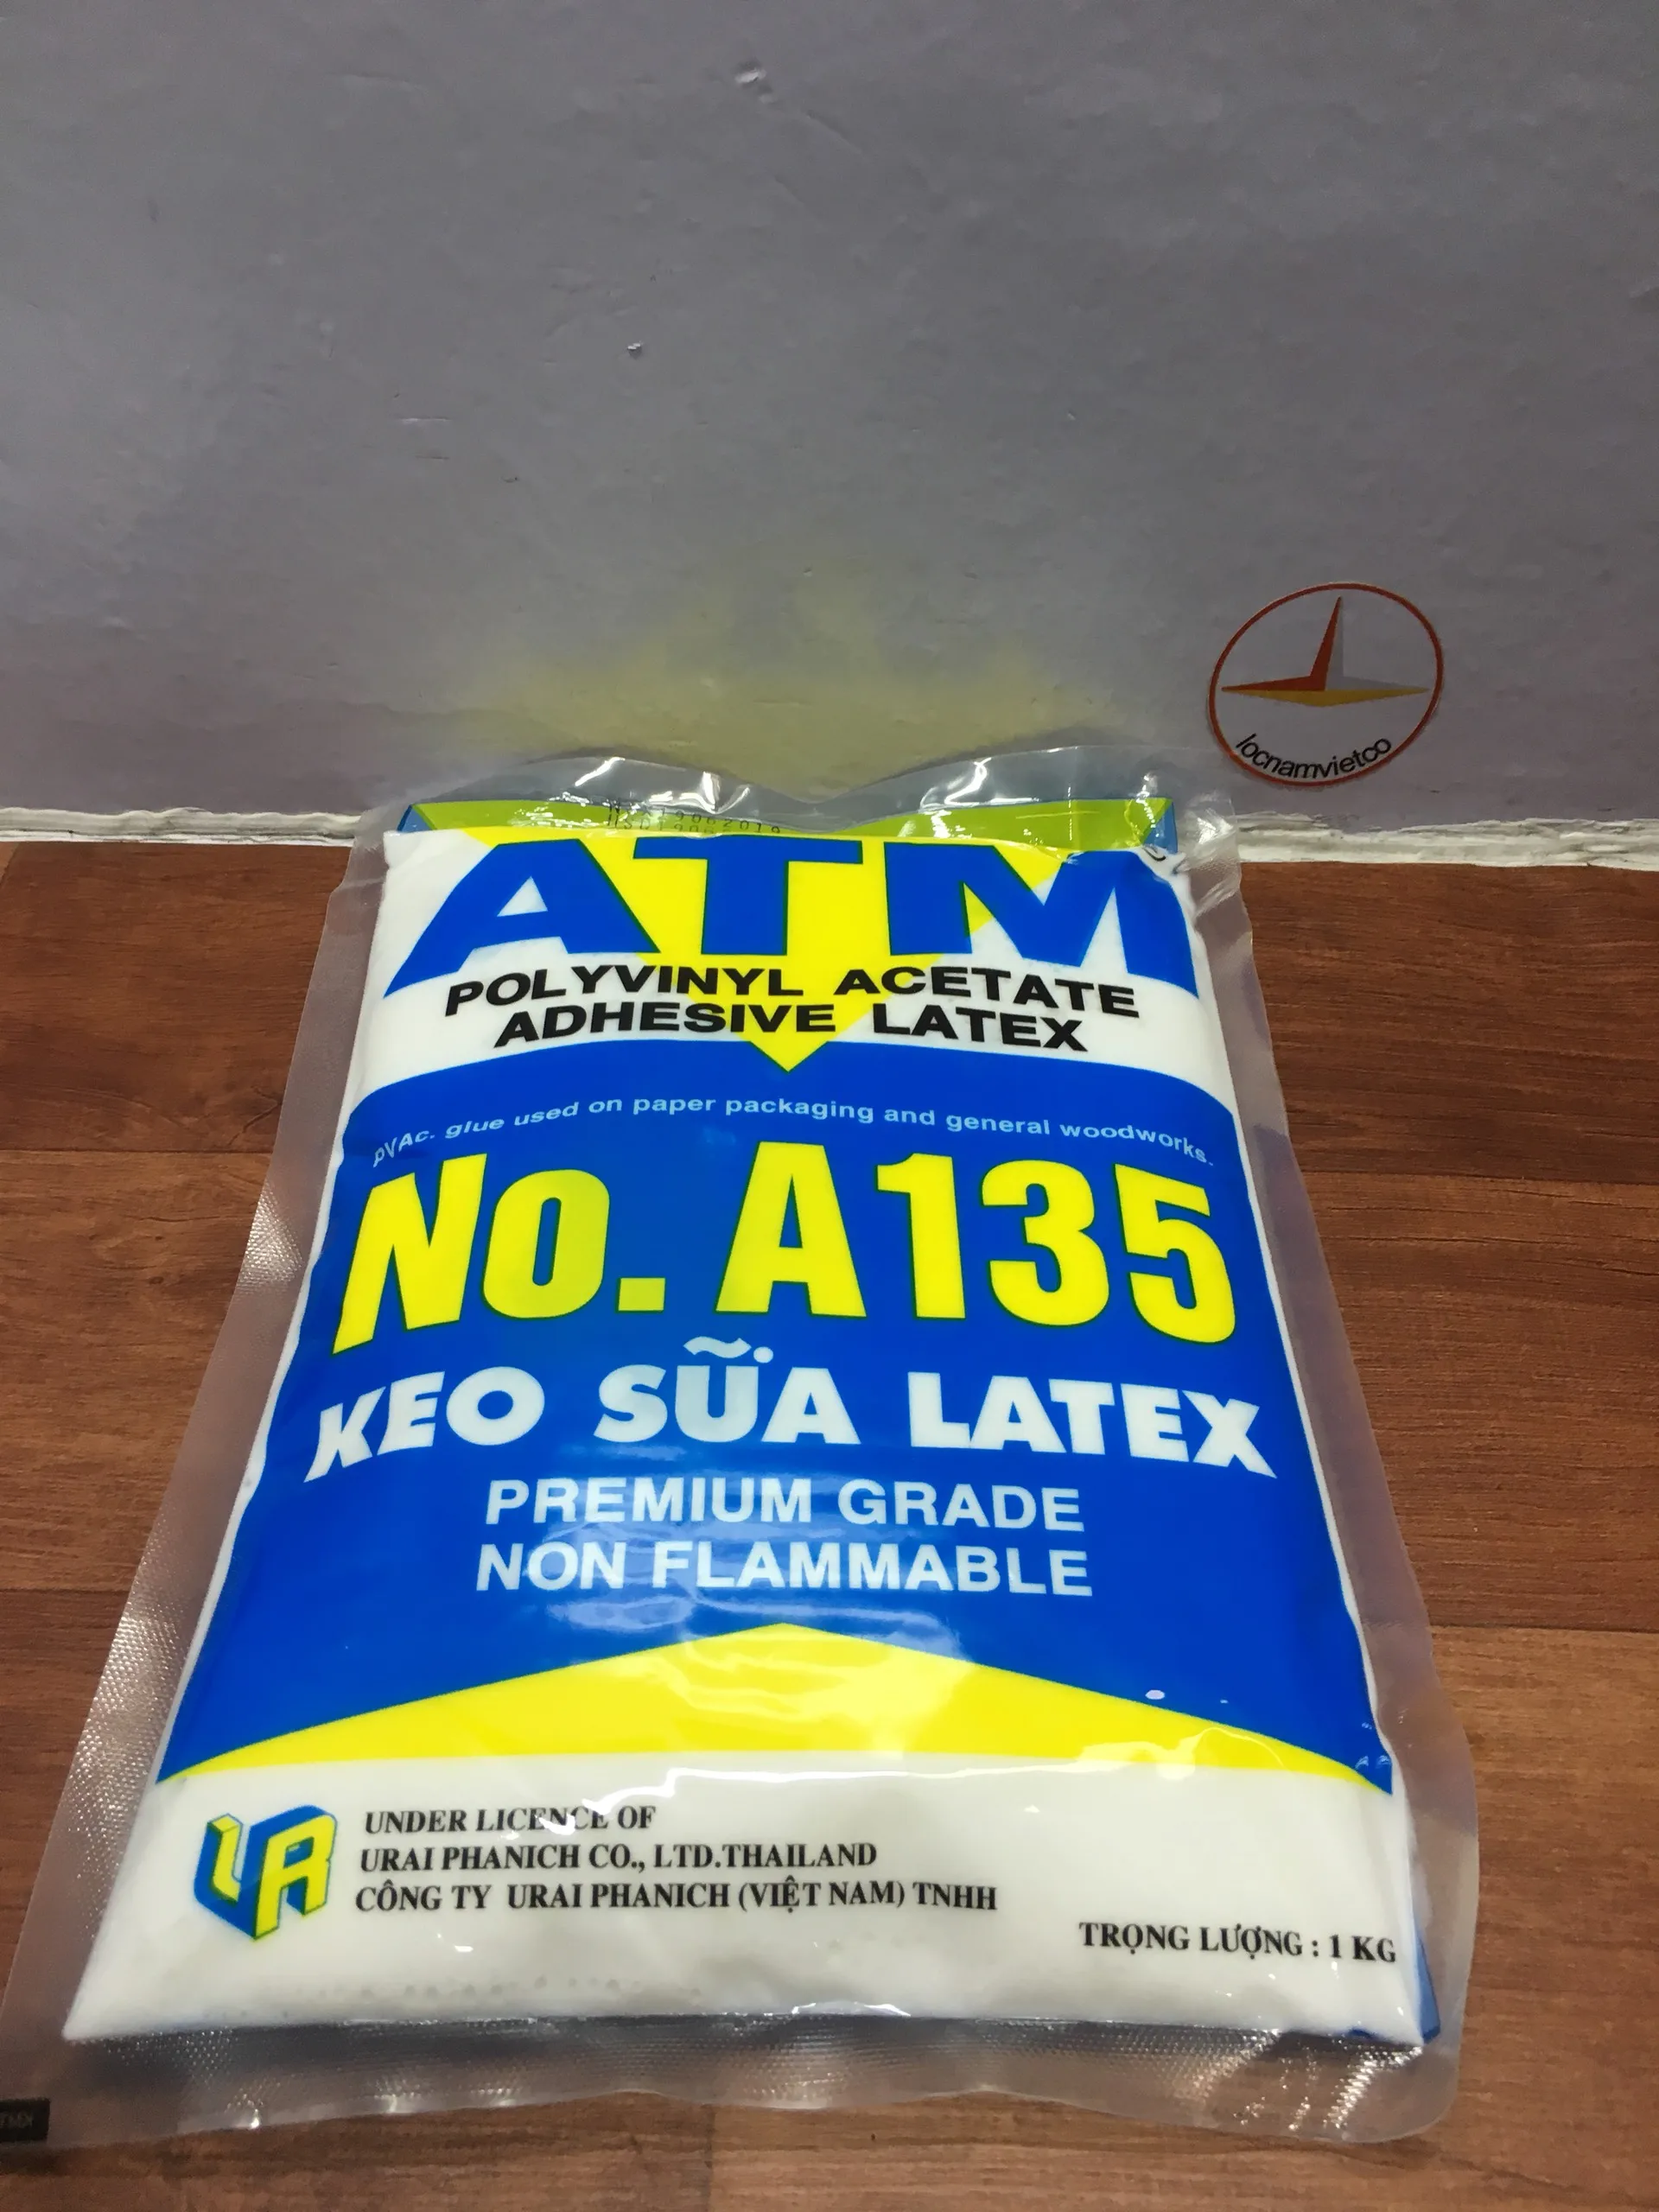 locnamvietco
ATM
POLYVINYL ACETATE
ADHESIVE LATEX
PVAc. glue used on paper packaging and general woodworks.
No. A135
KEO SỮA LATEX
PREMIUM GRADE
NON FLAMMABLE
UR
UNDER LICENCE OF
URAI PHANICH CO., LTD.THAILAND
CÔNG TY URAI PHANICH (VIỆT NAM) TNHH
TRỌNG LƯỢNG : 1 KG